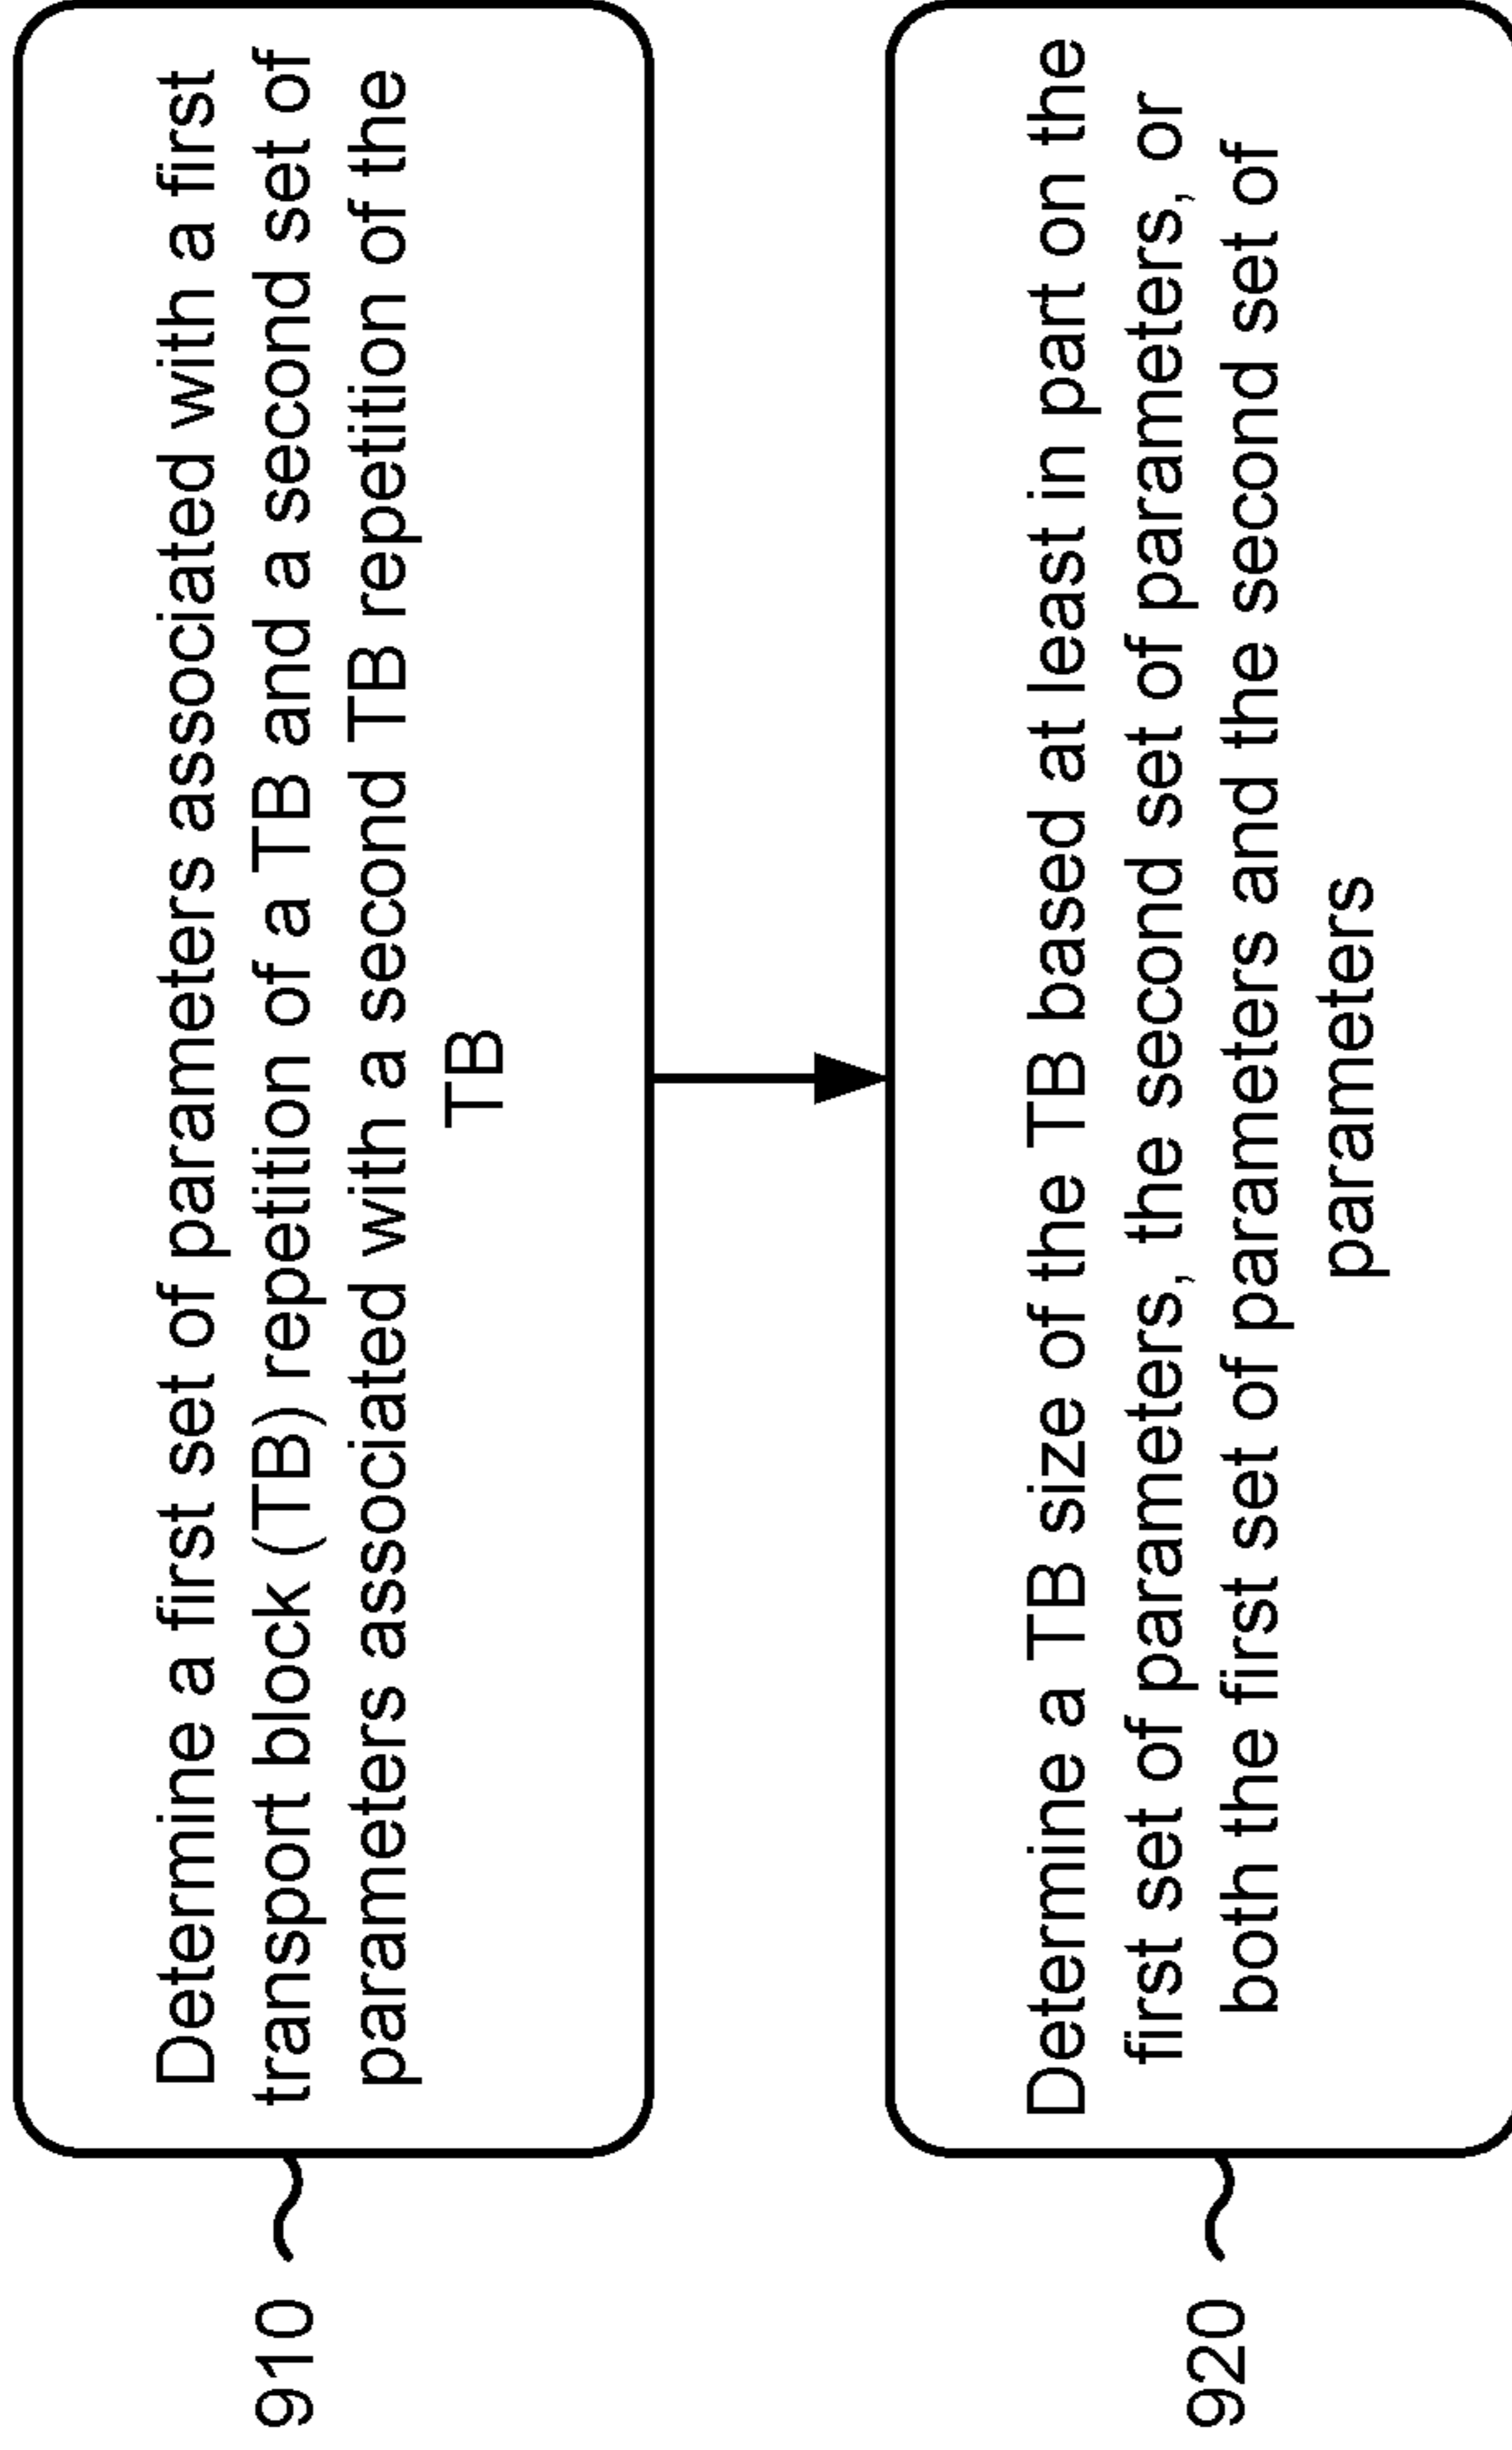 910
Determine a first set of parameters associated with a first
transport block (TB) repetition of a TB and a second set of
parameters associated with a second TB repetition of the
TB
920
Determine a TB size of the TB based at least in part on the
first set of parameters, the second set of parameters, or
both the first set of parameters and the second set of
parameters